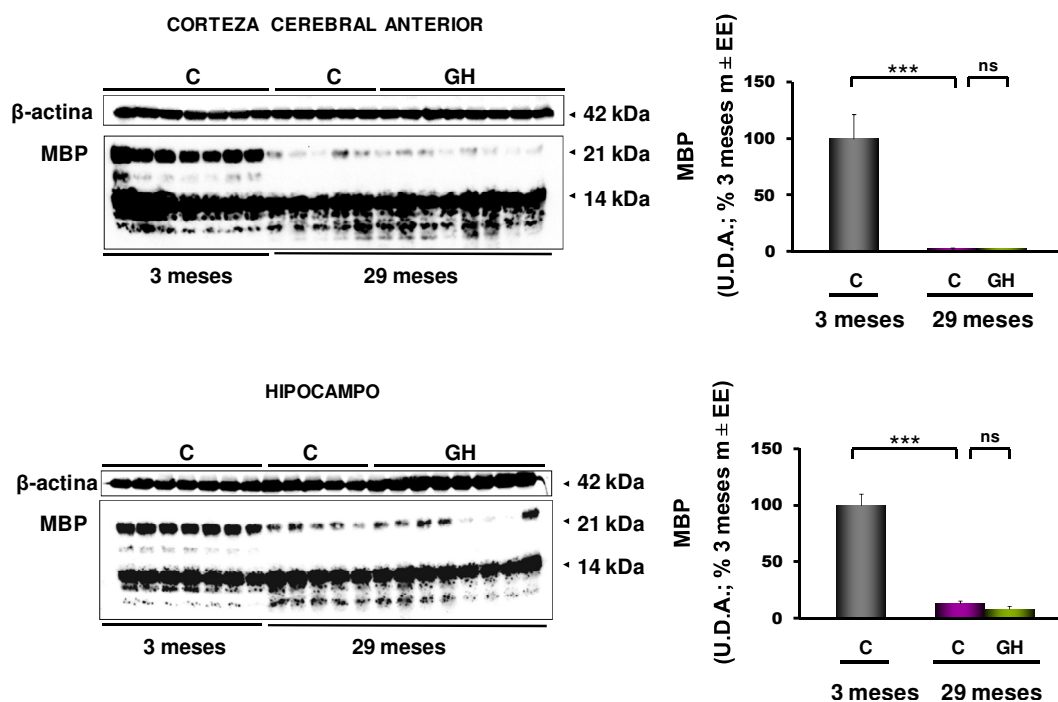 CORTEZA CEREBRAL ANTERIOR
C C GH
β-actina
42 kDa
MBP
21 kDa
14 kDa
3 meses 29 meses
MBP
(U.D.A.; % 3 meses m ± EE)
150
100
50
0
***
ns
C C GH
3 meses 29 meses
HIPOCAMPO
C C GH
β-actina
42 kDa
MBP
21 kDa
14 kDa
3 meses 29 meses
MBP
(U.D.A.; % 3 meses m ± EE)
150
100
50
0
***
ns
C C GH
3 meses 29 meses